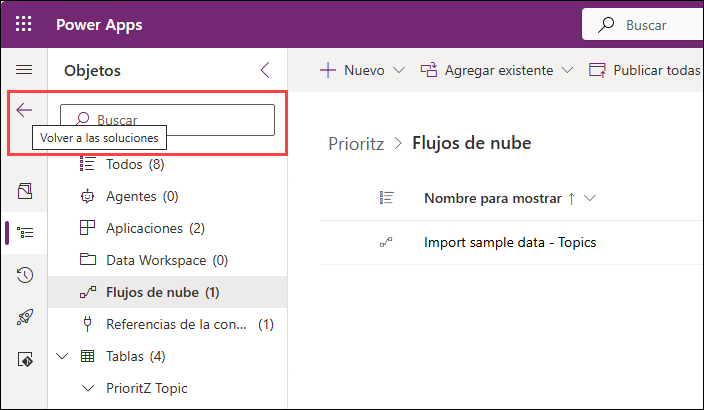 Power Apps
Buscar
Objetos
Nuevo
Agregar existente
Publicar todas
Buscar
Volver a las soluciones
Todos (8)
Agentes (0)
Aplicaciones (2)
Data Workspace (0)
Flujos de nube (1)
Referencias de la con... (1)
Tablas (4)
PrioritZ Topic
Prioritz > Flujos de nube
Nombre para mostrar ↑
Import sample data - Topics